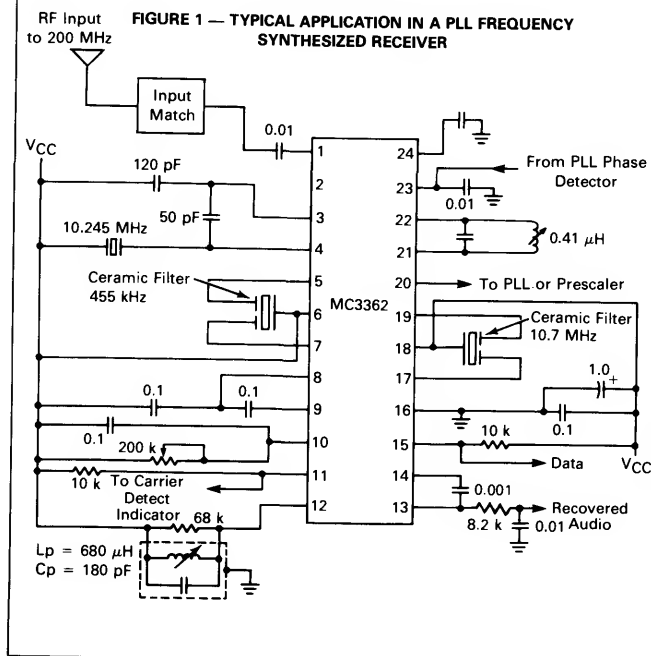 FIGURE 1 — TYPICAL APPLICATION IN A PLL FREQUENCY
SYNTHESIZED RECEIVER
RF Input
to 200 MHz
Input
Match
0.01
VCC
120 pF
50 pF
10.245 MHz
Ceramic Filter
455 kHz
0.1
0.1
0.1
200 k
10 k
To Carrier
Detect
Indicator
68 k
Lp = 680 μH
Cp = 180 pF
1
2
3
4
5
6
7
8
9
10
11
12
MC3362
24
23
22
21
20
19
18
17
16
15
14
13
From PLL Phase
Detector
0.01
0.41 μH
To PLL or Prescaler
Ceramic Filter
10.7 MHz
1.0
+
0.1
10 k
Data
VCC
0.001
8.2 k
Recovered
Audio
0.01